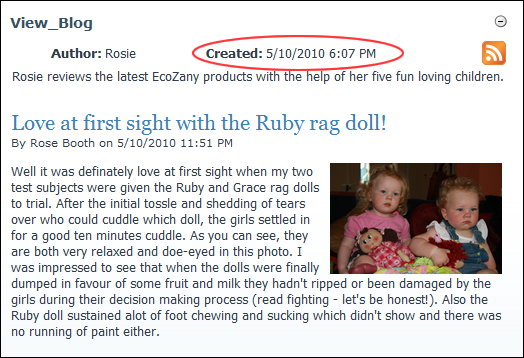 View_Blog
Author: Rosie Created: 5/10/2010 6:07 PM
Rosie reviews the latest EcoZany products with the help of her five fun loving children.
Love at first sight with the Ruby rag doll!
By Rose Booth on 5/10/2010 11:51 PM
Well it was definately love at first sight when my two
test subjects were given the Ruby and Grace rag dolls
to trial. After the initial tossle and shedding of tears
over who could cuddle which doll, the girls settled in
for a good ten minutes cuddle. As you can see, they
are both very relaxed and doe-eyed in this photo. I
was impressed to see that when the dolls were finally
dumped in favour of some fruit and milk they hadn't ripped or been damaged by the
girls during their decision making process (read fighting - let's be honest!). Also the
Ruby doll sustained alot of foot chewing and sucking which didn't show and there was
no running of paint either.